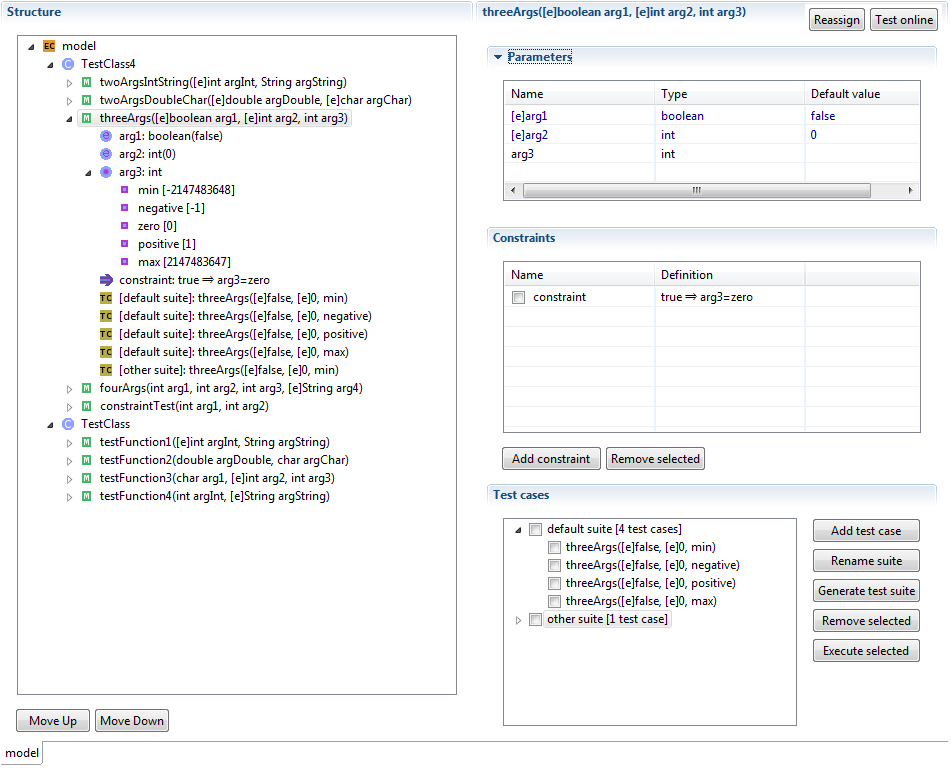 Structure
EC model
C TestClass4
M twoArgsIntString([e]int argInt, String argString)
M twoArgsDoubleChar([e]double argDouble, [e]char argChar)
M threeArgs([e]boolean arg1, [e]int arg2, int arg3)
e arg1: boolean(false)
e arg2: int(0)
arg3: int
min [-2147483648]
negative [-1]
zero [0]
positive [1]
max [2147483647]
constraint: true ⇒ arg3=zero
TC [default suite]: threeArgs([e]false, [e]0, min)
TC [default suite]: threeArgs([e]false, [e]0, negative)
TC [default suite]: threeArgs([e]false, [e]0, positive)
TC [default suite]: threeArgs([e]false, [e]0, max)
TC [other suite]: threeArgs([e]false, [e]0, min)
M fourArgs(int arg1, int arg2, int arg3, [e]String arg4)
M constraintTest(int arg1, int arg2)
C TestClass
M testFunction1([e]int argInt, String argString)
M testFunction2(double argDouble, char argChar)
M testFunction3(char arg1, [e]int arg2, int arg3)
M testFunction4(int argInt, [e]String argString)
Move Up Move Down
model
threeArgs([e]boolean arg1, [e]int arg2, int arg3)
Reassign Test online
Parameters
Name Type Default value
[e]arg1 boolean false
[e]arg2 int 0
arg3 int
Constraints
Name Definition
constraint true ⇒ arg3=zero
Add constraint Remove selected
Test cases
default suite [4 test cases]
threeArgs([e]false, [e]0, min)
threeArgs([e]false, [e]0, negative)
threeArgs([e]false, [e]0, positive)
threeArgs([e]false, [e]0, max)
other suite [1 test case]
Add test case
Rename suite
Generate test suite
Remove selected
Execute selected